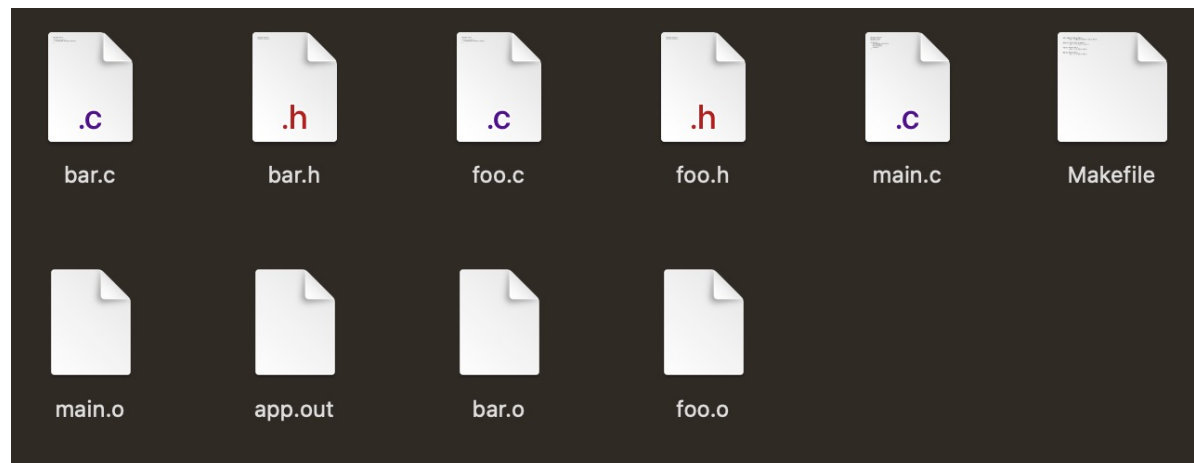 .c .h .c .h .c
bar.c bar.h foo.c foo.h main.c Makefile
main.o app.out bar.o foo.o